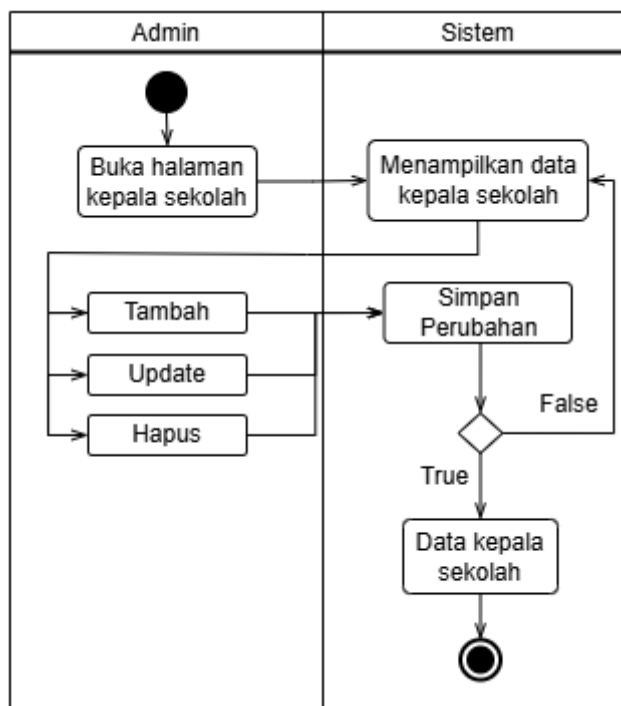 Admin
Sistem
Buka halaman
kepala sekolah
Menampilkan data
kepala sekolah
Tambah
Update
Hapus
Simpan
Perubahan
False
True
Data kepala
sekolah